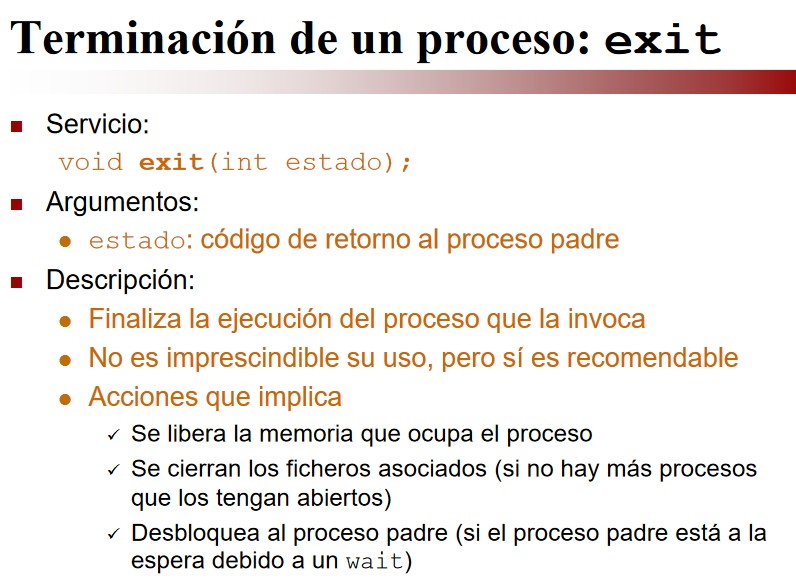 Terminación de un proceso: exit
Servicio:
void exit(int estado);
Argumentos:
estado: código de retorno al proceso padre
Descripción:
Finaliza la ejecución del proceso que la invoca
No es imprescindible su uso, pero sí es recomendable
Acciones que implica
✓ Se libera la memoria que ocupa el proceso
✓ Se cierran los ficheros asociados (si no hay más procesos
que los tengan abiertos)
✓ Desbloquea al proceso padre (si el proceso padre está a la
espera debido a un wait)